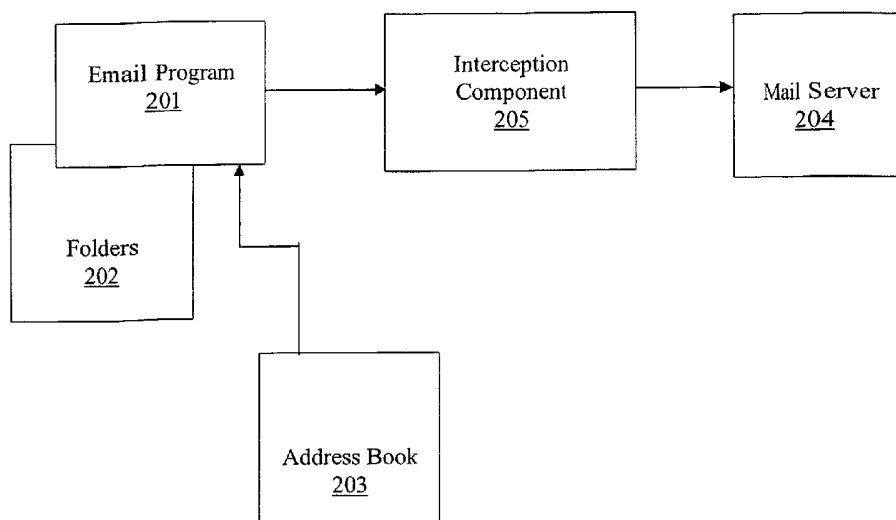 Email Program
201
Interception
Component
205
Mail Server
204
Folders
202
Address Book
203